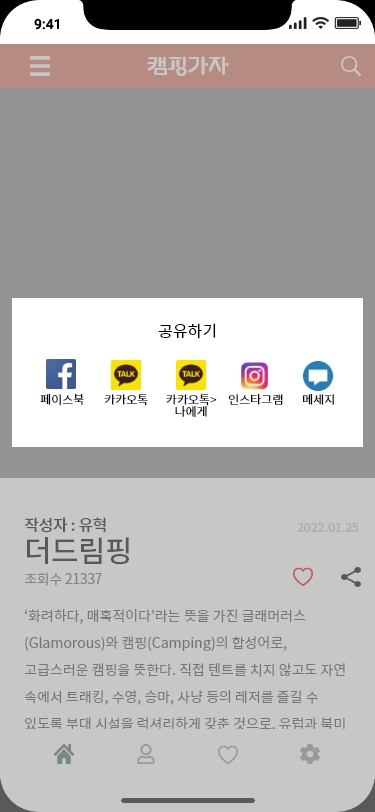 9:41
캠핑가자
공유하기
페이스북
TALK
카카오톡
TALK
카카오톡>
나에게
인스타그램
메세지
작성자 : 유혁
2022.01.25
더드림핑
조회수 21337
‘화려하다, 매혹적이다’라는 뜻을 가진 글래머러스
(Glamorous)와 캠핑(Camping)의 합성어로,
고급스러운 캠핑을 뜻한다. 직접 텐트를 치지 않고도 자연
속에서 트래킹, 수영, 승마, 사냥 등의 레저를 즐길 수
있도록 부대 시설을 럭셔리하게 갖춘 것으로, 유럽과 북미